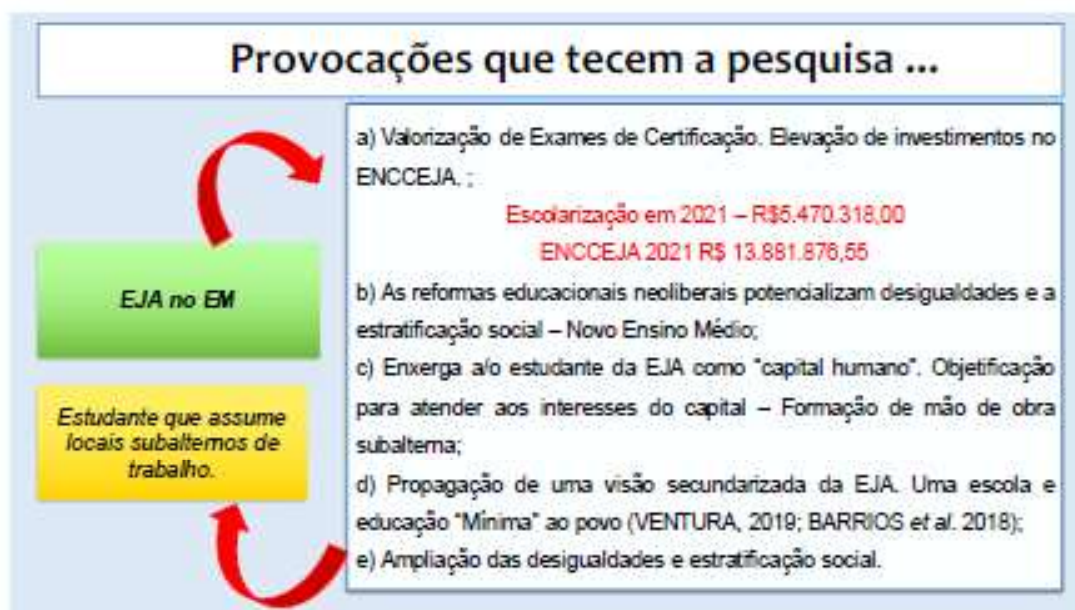 Provocações que tecem a pesquisa ...
EJA no EM
Estudante que assume
locais subalternos de
trabalho.
a) Valorização de Exames de Certificação. Elevação de investimentos no
ENCCEJA. ;
Escolarização em 2021 – R$5.470.318,00
ENCCEJA 2021 R$ 13.881.876,55
b) As reformas educacionais neoliberais potencializam desigualdades e a
estratificação social – Novo Ensino Médio;
c) Enxerga a/o estudante da EJA como "capital humano". Objetificação
para atender aos interesses do capital – Formação de mão de obra
subalterna;
d) Propagação de uma visão secundarizada da EJA. Uma escola e
educação "Mínima" ao povo (VENTURA, 2019; BARRIOS et al. 2018);
e) Ampliação das desigualdades e estratificação social.